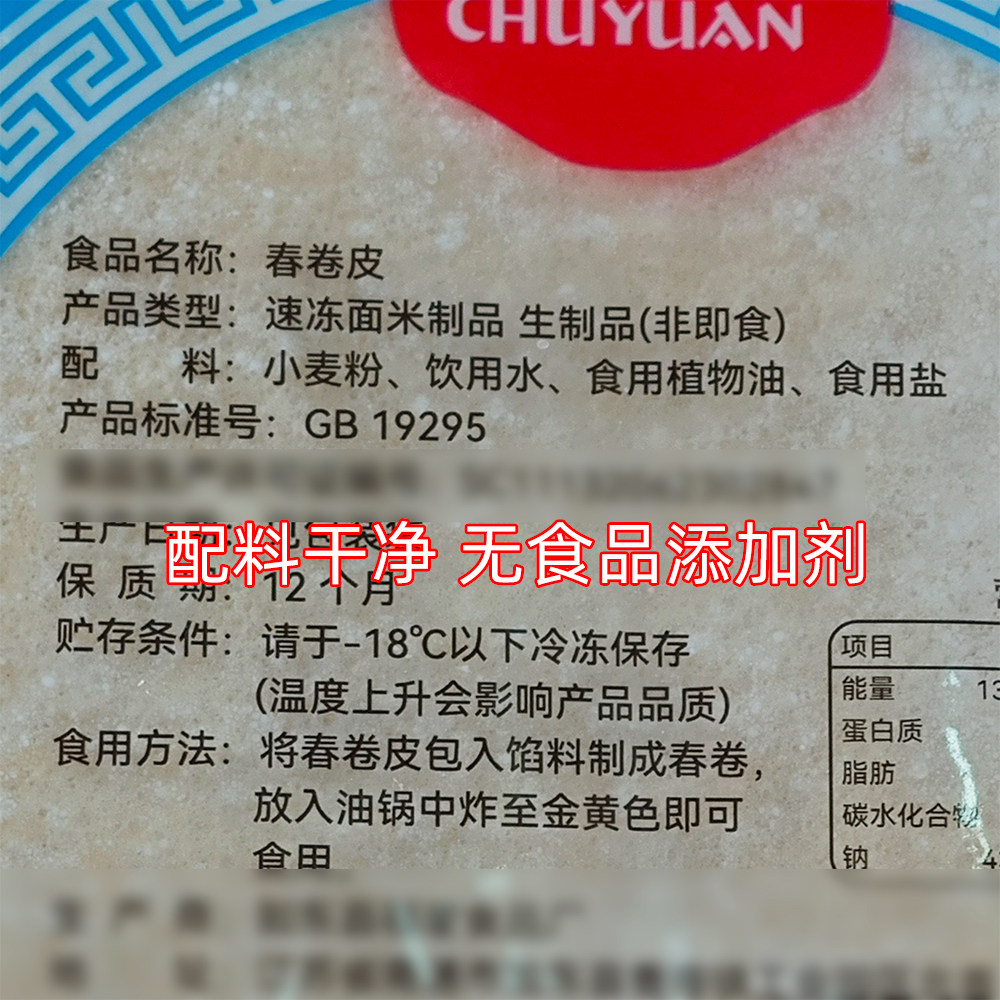 CHUYUAN
食品名称：春卷皮
产品类型：速冻面米制品 生制品(非即食)
配 料：小麦粉、饮用水、食用植物油、食用盐
产品标准号：GB 19295
配料干净 无食品添加剂
保 质 期：12个月
贮存条件：请于-18℃以下冷冻保存
(温度上升会影响产品品质)
食用方法：将春卷皮包入馅料制成春卷，
放入油锅中炸至金黄色即可
食用
项目
能量
蛋白质
脂肪
碳水化合物
钠